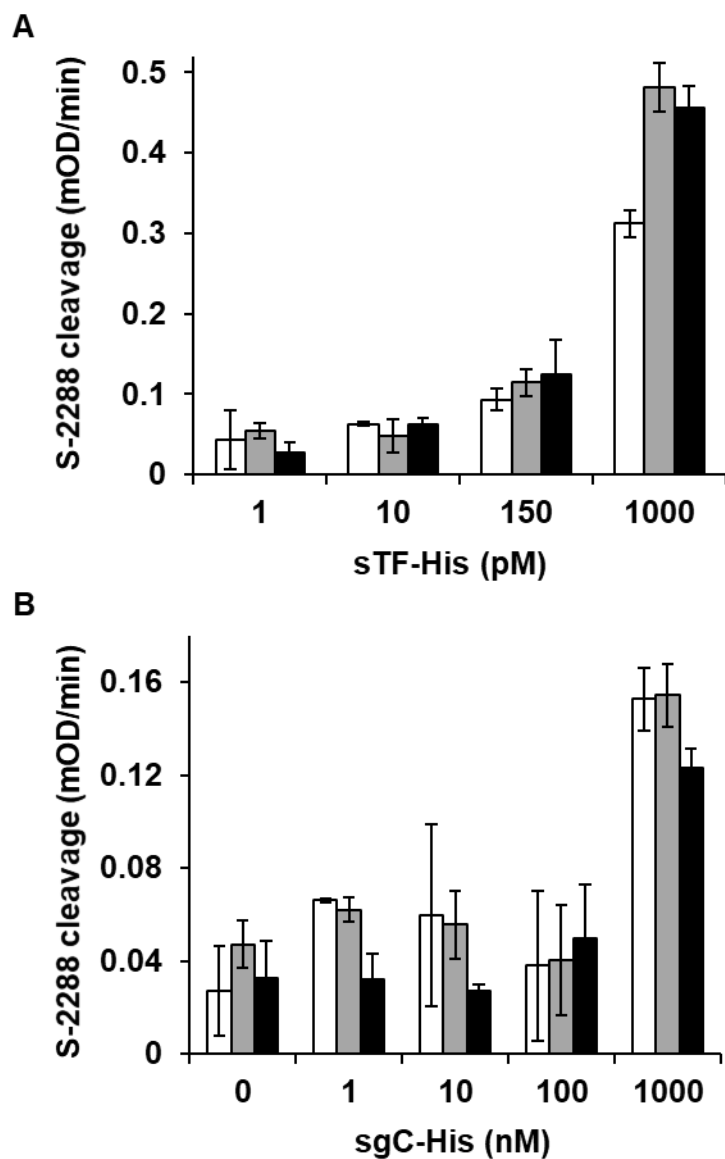 A
S-2288 cleavage (mOD/min)
0.5
0.4
0.3
0.2
0.1
0
1 10 150 1000
sTF-His (pM)
B
S-2288 cleavage (mOD/min)
0.16
0.12
0.08
0.04
0
0 1 10 100 1000
sgC-His (nM)